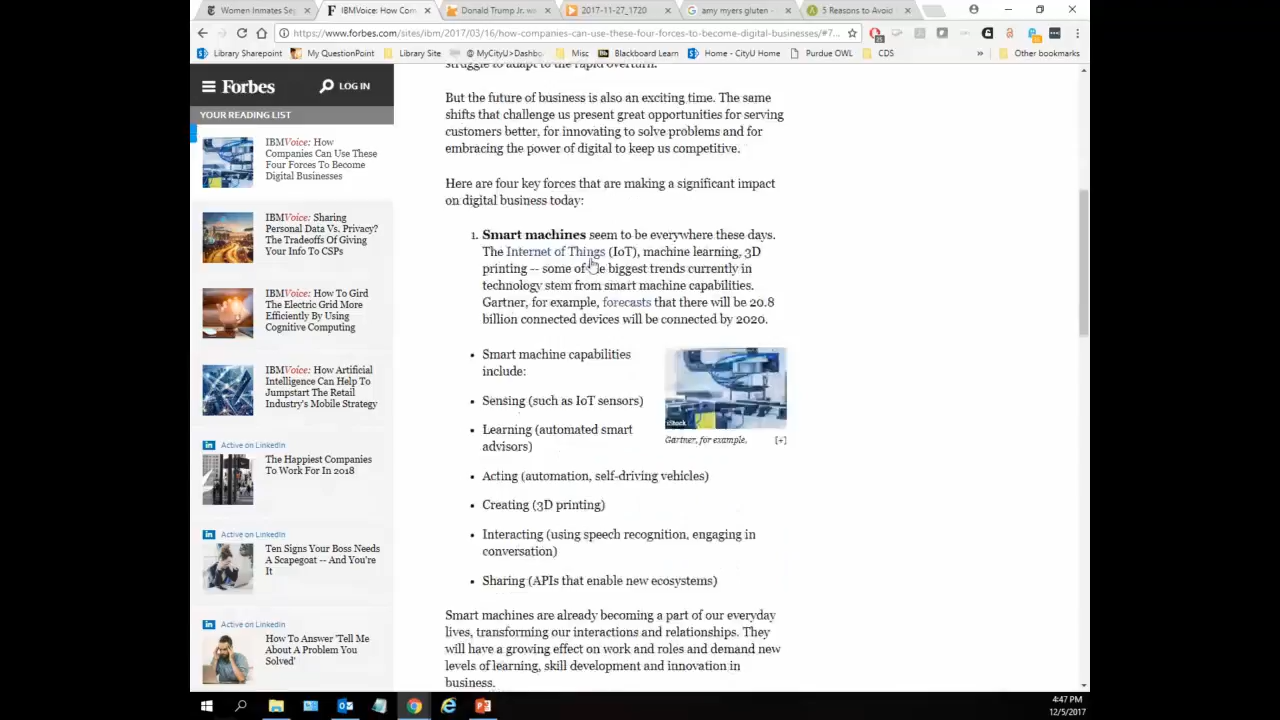 Women Inmates Se
IBMVoice: How Com
Donald Trump Jr. w
2017-11-27_1720
amy myers gluten -
5 Reasons to Avoid
https://www.forbes.com/sites/ibm/2017/03/16/how-companies-can-use-these-four-forces-to-become-digital-businesses/#7...
Library Sharepoint
My QuestionPoint
Library Site
@ MyCityU>Dashbo
Misc
Blackboard Learn
Home - CityU Home
Purdue OWL
CDS
»
Other bookmarks
Forbes
LOG IN
YOUR READING LIST
IBMVoice: How
Companies Can Use These
Four Forces To Become
Digital Businesses
IBMVoice: Sharing
Personal Data Vs. Privacy?
The Tradeoffs Of Giving
Your Info To CSPs
IBMVoice: How To Gird
The Electric Grid More
Efficiently By Using
Cognitive Computing
IBMVoice: How Artificial
Intelligence Can Help To
Jumpstart The Retail
Industry's Mobile Strategy
in Active on LinkedIn
The Happiest Companies
To Work For In 2018
in Active on LinkedIn
Ten Signs Your Boss Needs
A Scapegoat -- And You're
It
in Active on LinkedIn
How To Answer 'Tell Me
About A Problem You
Solved'
struggle to adapt to the rapid overturn.
But the future of business is also an exciting time. The same
shifts that challenge us present great opportunities for serving
customers better, for innovating to solve problems and for
embracing the power of digital to keep us competitive.
Here are four key forces that are making a significant impact
on digital business today:
1. Smart machines seem to be everywhere these days.
The Internet of Things (IoT), machine learning, 3D
printing -- some of the biggest trends currently in
technology stem from smart machine capabilities.
Gartner, for example, forecasts that there will be 20.8
billion connected devices will be connected by 2020.
• Smart machine capabilities
include:
• Sensing (such as IoT sensors)
• Learning (automated smart
advisors)
iStock
Gartner, for example, [+]
• Acting (automation, self-driving vehicles)
• Creating (3D printing)
• Interacting (using speech recognition, engaging in
conversation)
• Sharing (APIs that enable new ecosystems)
Smart machines are already becoming a part of our everyday
lives, transforming our interactions and relationships. They
will have a growing effect on work and roles and demand new
levels of learning, skill development and innovation in
business.
4:47 PM
12/5/2017